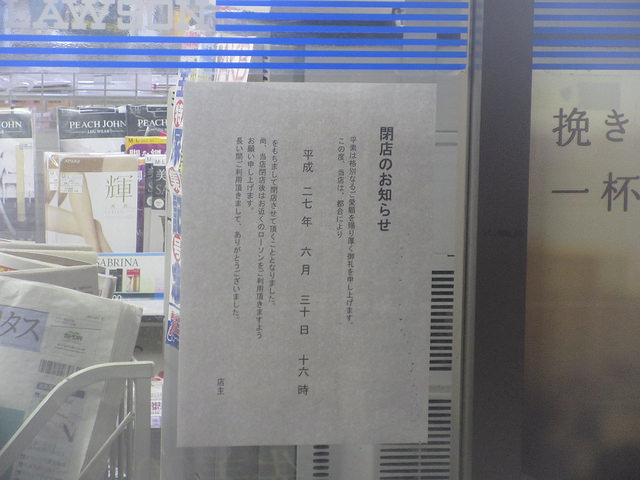 LAWSON
閉店のお知らせ
平素は格別なるご愛顧を賜り厚く御礼を申し上げます。
この度、当店は、都合により
平成 二七 年 六 月 三十 日 十六 時
をもちまして閉店させて頂くこととなりました。
尚、当店閉店後はお近くのローソンをご利用頂きますよう
お願い申し上げます。
長い間ご利用頂きまして、ありがとうございました。
店主
挽き
一杯
OHN
PEACH JOHN
PEACH
輝
美
SABRINA
タス